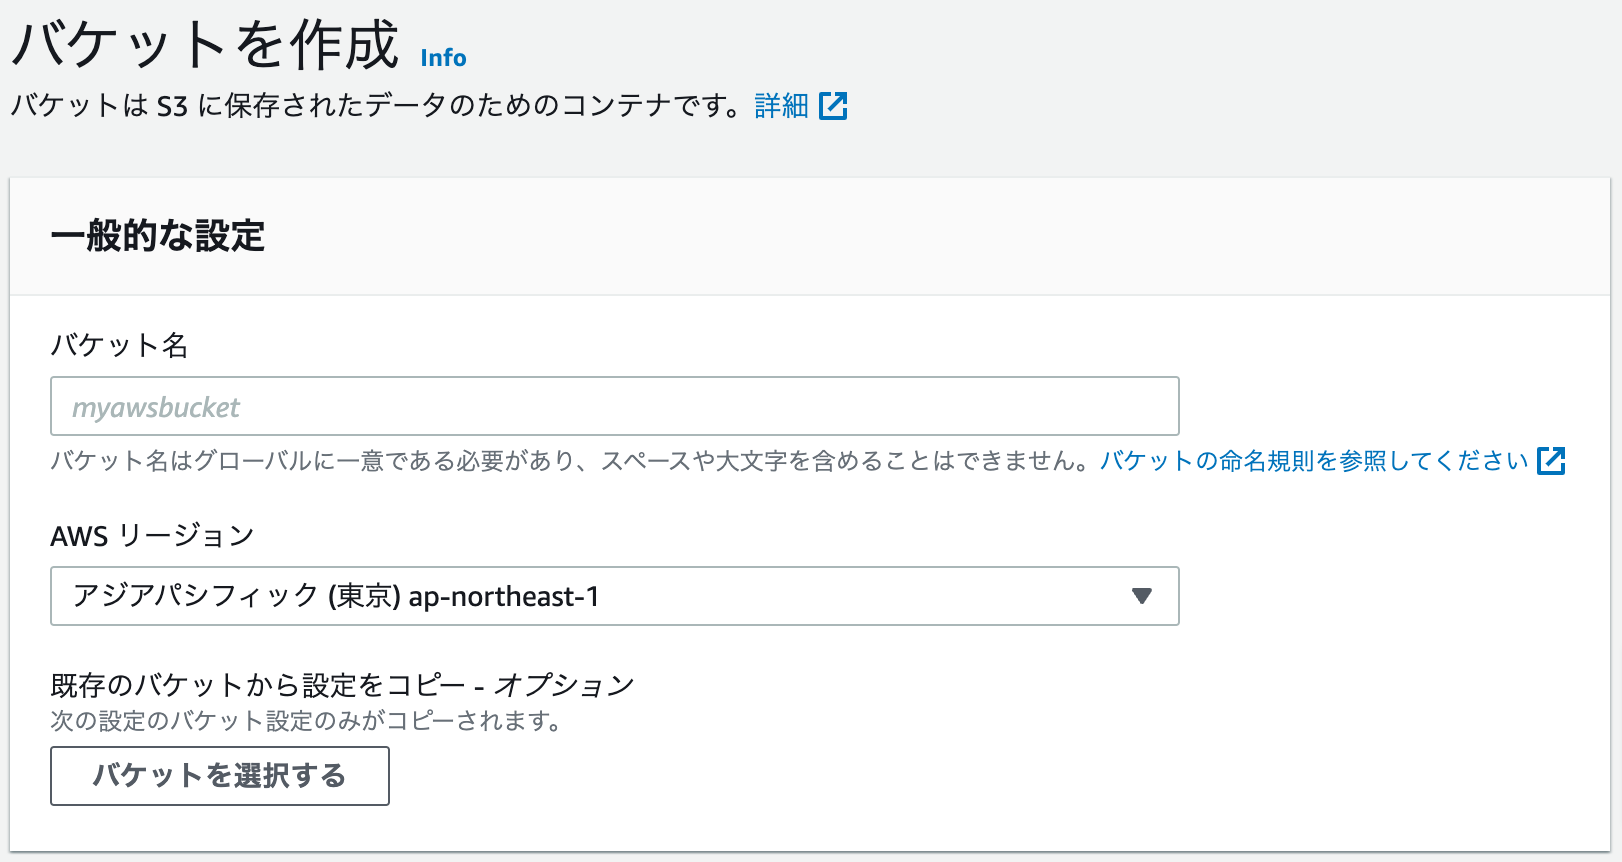 バケットを作成 Info
バケットは S3 に保存されたデータのためのコンテナです。詳細
一般的な設定
バケット名
myawsbucket
バケット名はグローバルに一意である必要があり、スペースや大文字を含めることはできません。バケットの命名規則を参照してください
AWS リージョン
アジアパシフィック (東京) ap-northeast-1
既存のバケットから設定をコピー - オプション
次の設定のバケット設定のみがコピーされます。
バケットを選択する